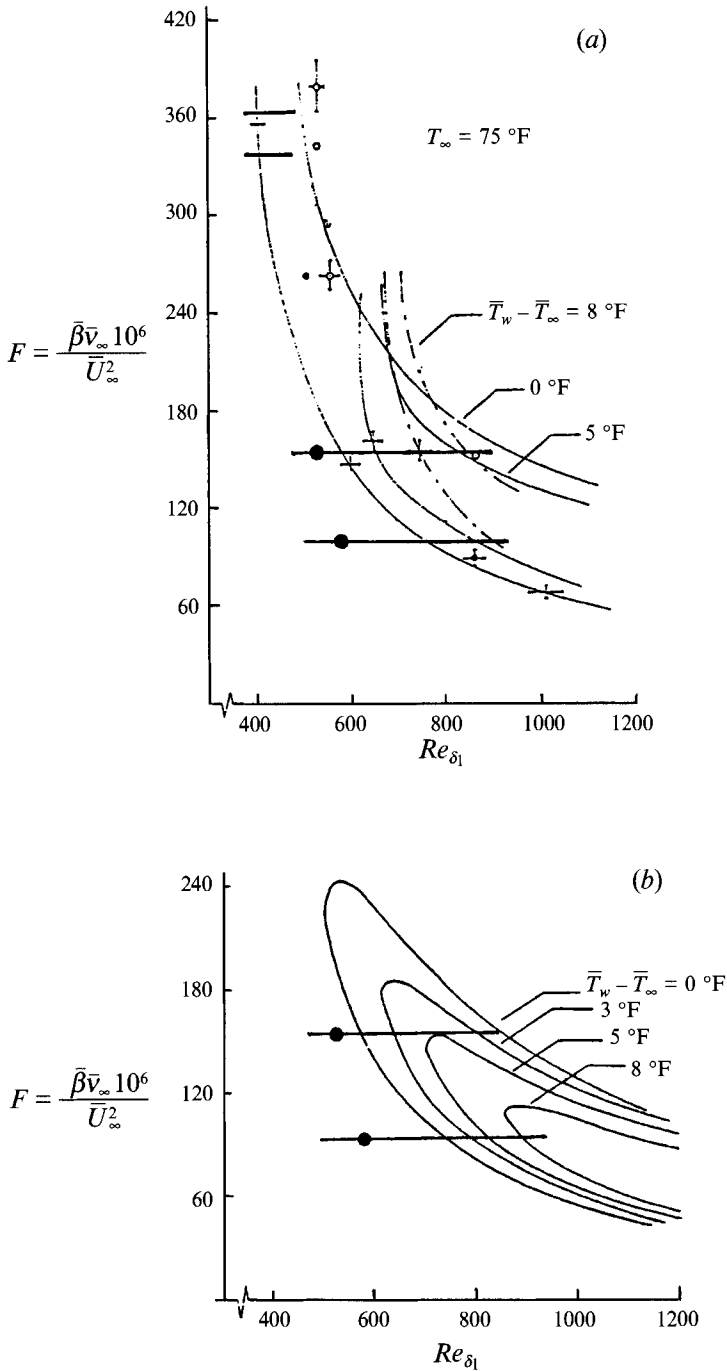 (a)
420
360
300
240
180
120
60
T∞ = 75 °F
T̄w – T̄∞ = 8 °F
0 °F
5 °F
F = β̄ν̄∞ 10⁶ / Ū∞²
400 600 800 1000 1200
Reδ1
(b)
240
180
120
60
T̄w – T̄∞ = 0 °F
3 °F
5 °F
8 °F
F = β̄ν̄∞ 10⁶ / Ū∞²
400 600 800 1000 1200
Reδ1